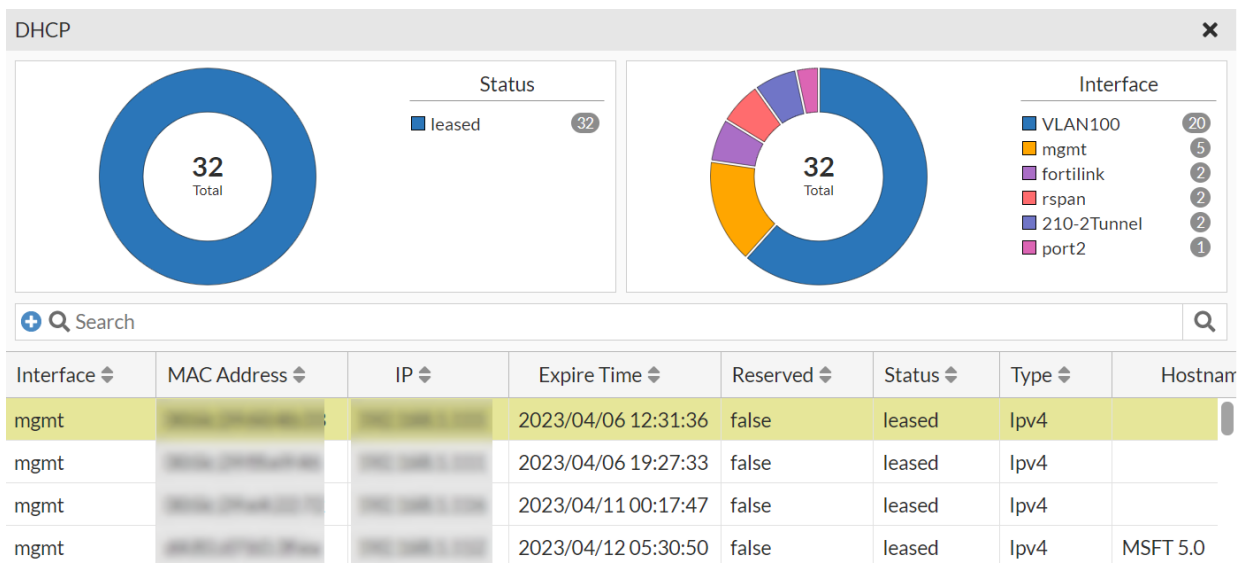 DHCP
Status
leased 32
32
Total
Interface
VLAN100 20
mgmt 5
fortilink 2
rspan 2
210-2Tunnel 2
port2 1
32
Total
Search
Interface MAC Address IP Expire Time Reserved Status Type Hostnam
mgmt 2023/04/06 12:31:36 false leased Ipv4
mgmt 2023/04/06 19:27:33 false leased Ipv4
mgmt 2023/04/11 00:17:47 false leased Ipv4
mgmt 2023/04/12 05:30:50 false leased Ipv4 MSFT 5.0